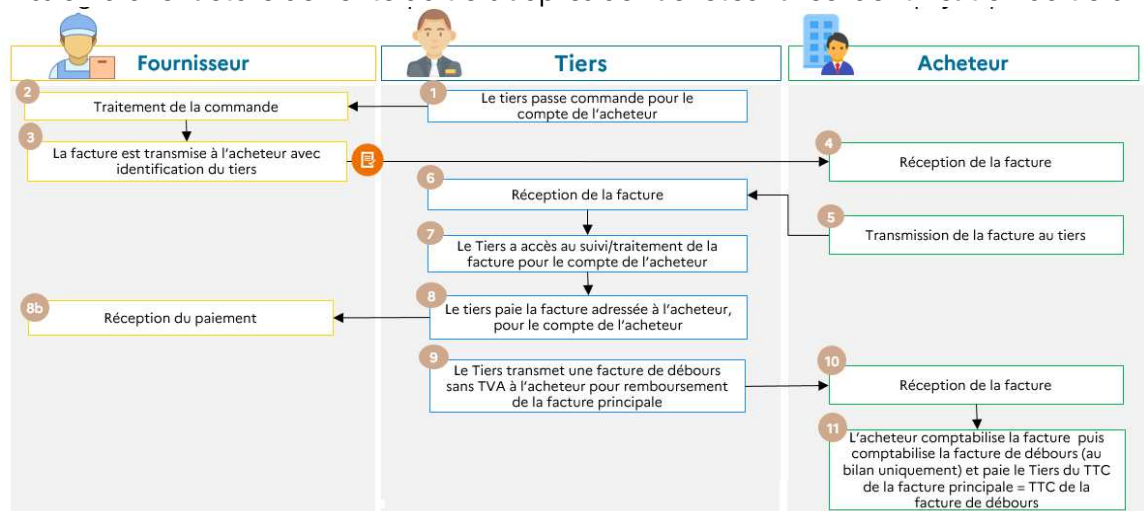 Fournisseur
Tiers
Acheteur
1
Le tiers passe commande pour le
compte de l'acheteur
2
Traitement de la commande
3
La facture est transmise à l'acheteur avec
identification du tiers
4
Réception de la facture
5
Transmission de la facture au tiers
6
Réception de la facture
7
Le Tiers a accès au suivi/traitement de la
facture pour le compte de l'acheteur
8
Le tiers paie la facture adressée à l'acheteur,
pour le compte de l'acheteur
8b
Réception du paiement
9
Le Tiers transmet une facture de débours
sans TVA à l'acheteur pour remboursement
de la facture principale
10
Réception de la facture
11
L'acheteur comptabilise la facture puis
comptabilise la facture de débours (au
bilan uniquement) et paie le Tiers du TTC
de la facture principale = TTC de la
facture de débours